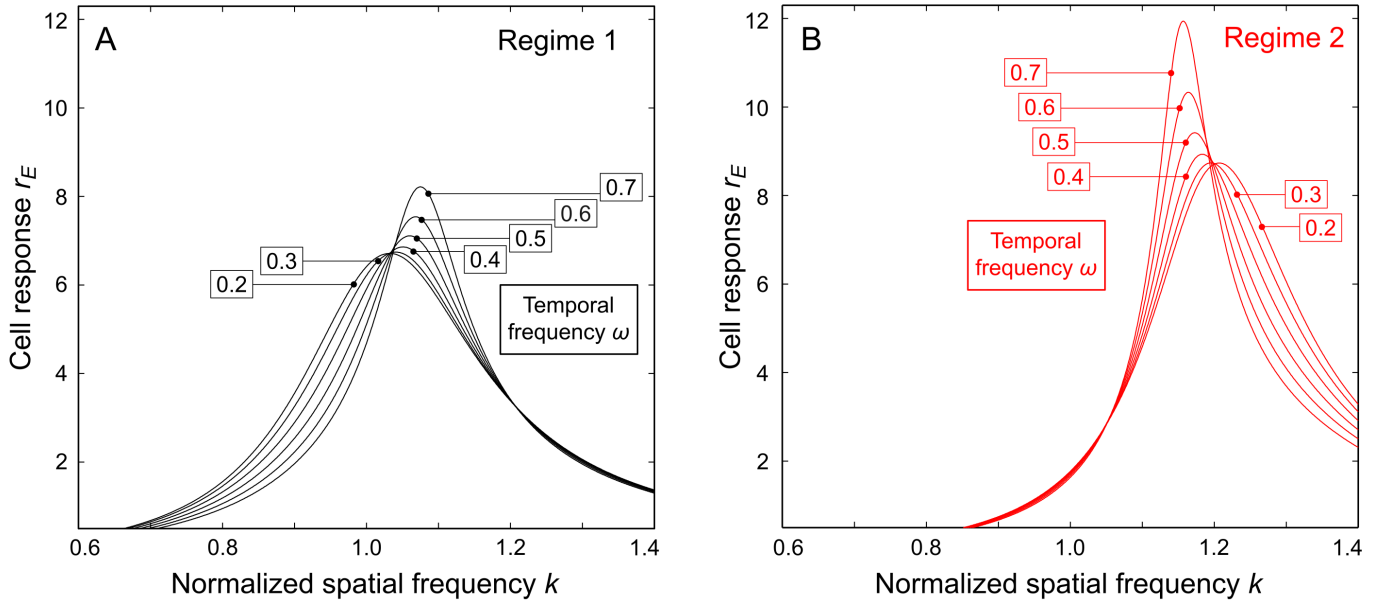 A
Regime 1
12
10
8
6
4
2
Cell response r_E
0.7
0.6
0.5
0.4
0.3
0.2
Temporal
frequency ω
0.6
0.8
1.0
1.2
1.4
Normalized spatial frequency k
B
Regime 2
12
10
8
6
4
2
Cell response r_E
0.7
0.6
0.5
0.4
0.3
0.2
Temporal
frequency ω
0.6
0.8
1.0
1.2
1.4
Normalized spatial frequency k